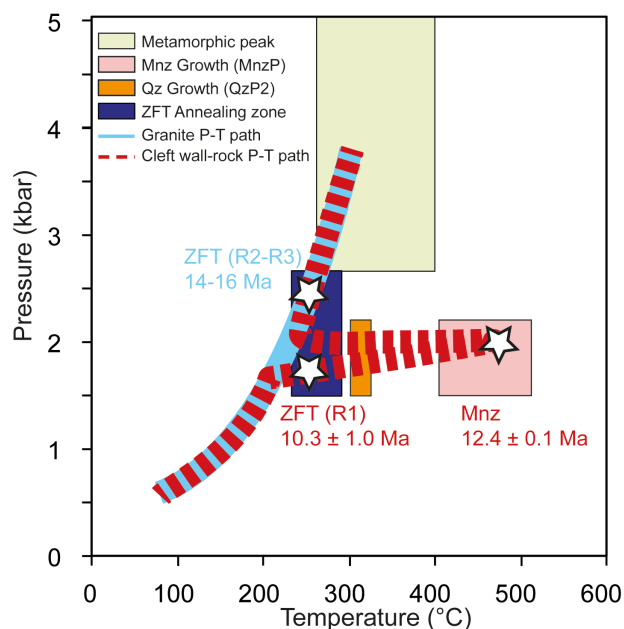 5
Metamorphic peak
Mnz Growth (MnzP)
Qz Growth (QzP2)
ZFT Annealing zone
Granite P-T path
Cleft wall-rock P-T path
4
3
2
1
0
Pressure (kbar)
ZFT (R2-R3)
14-16 Ma
ZFT (R1)
10.3 ± 1.0 Ma
Mnz
12.4 ± 0.1 Ma
0 100 200 300 400 500 600
Temperature (°C)